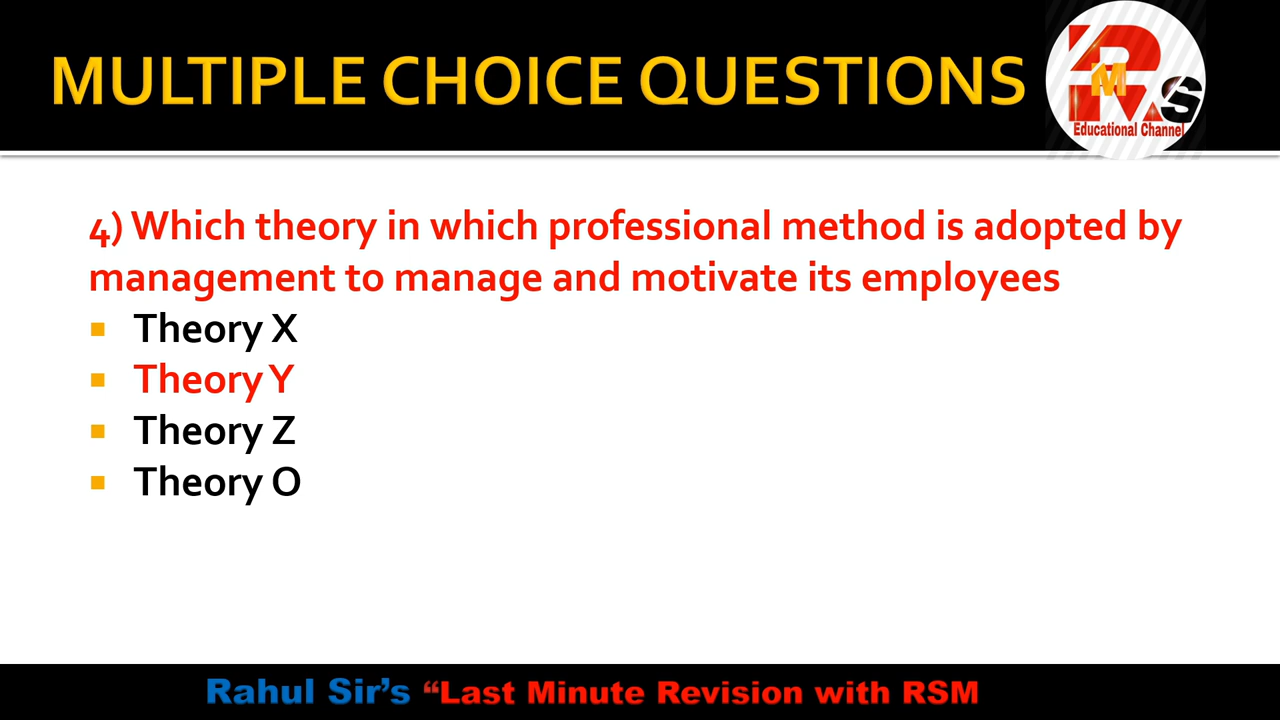 MULTIPLE CHOICE QUESTIONS
RMS
Educational Channel
4) Which theory in which professional method is adopted by
management to manage and motivate its employees
Theory X
Theory Y
Theory Z
Theory O
Rahul Sir's “Last Minute Revision with RSM